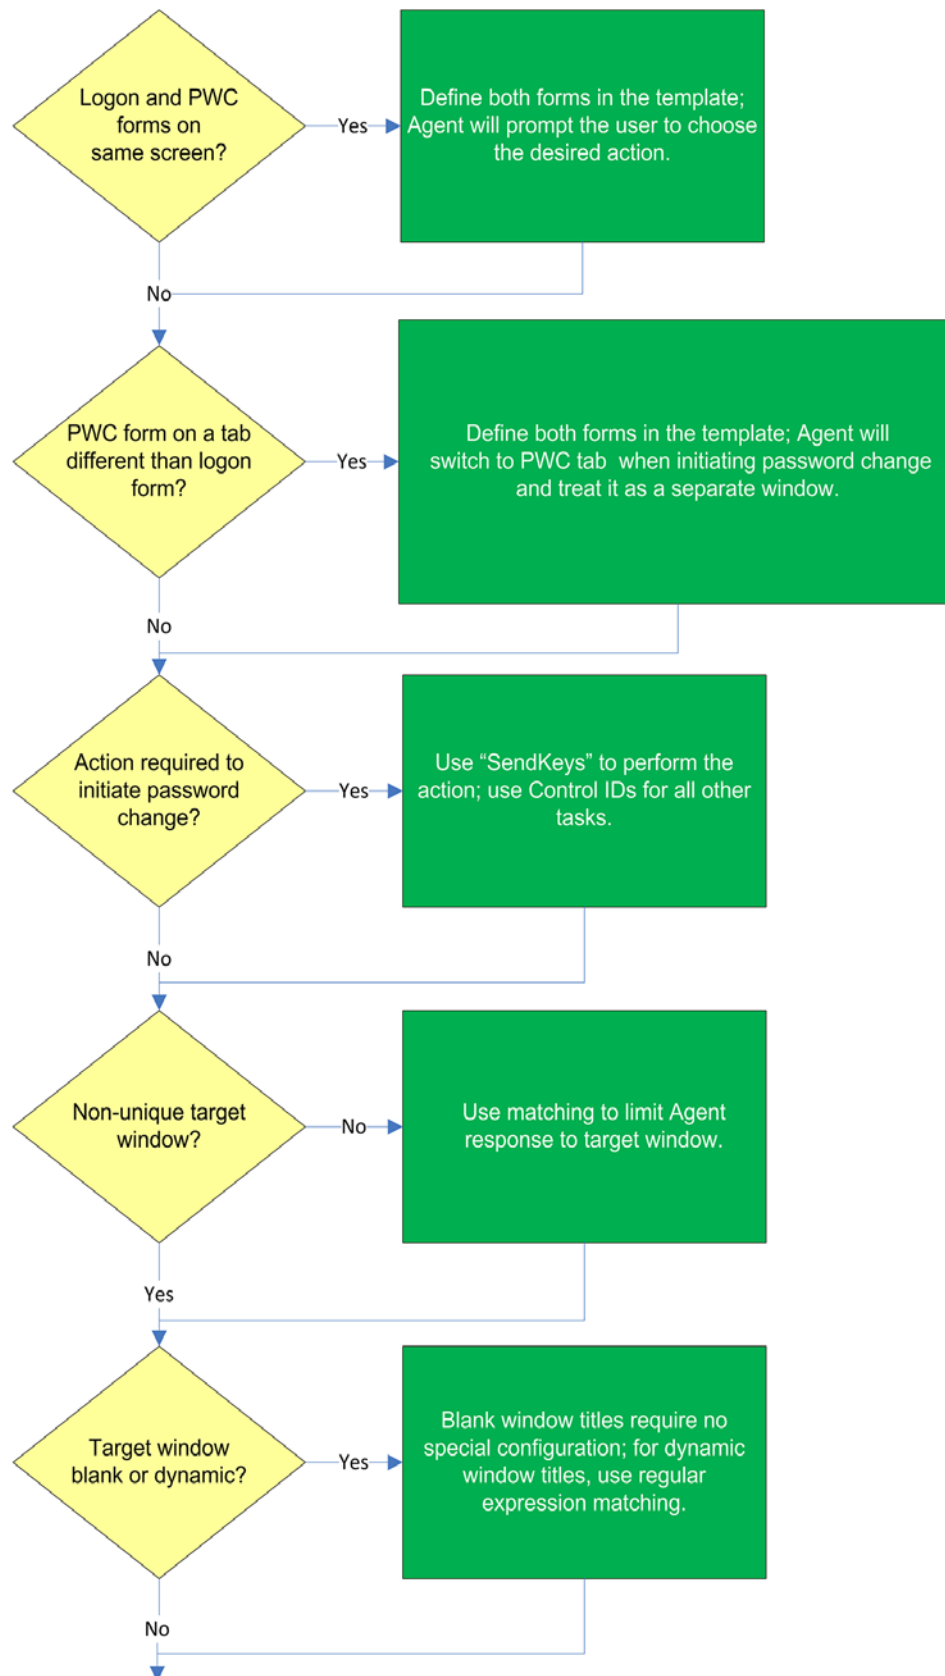 Logon and PWC
forms on
same screen?
Yes
Define both forms in the template;
Agent will prompt the user to choose
the desired action.
No
PWC form on a tab
different than logon
form?
Yes
Define both forms in the template; Agent will
switch to PWC tab  when initiating password change
and treat it as a separate window.
No
Action required to
initiate password
change?
Yes
Use “SendKeys” to perform the
action; use Control IDs for all other
tasks.
No
Non-unique target
window?
No
Use matching to limit Agent
response to target window.
Yes
Target window
blank or dynamic?
Yes
Blank window titles require no
special configuration; for dynamic
window titles, use regular
expression matching.
No